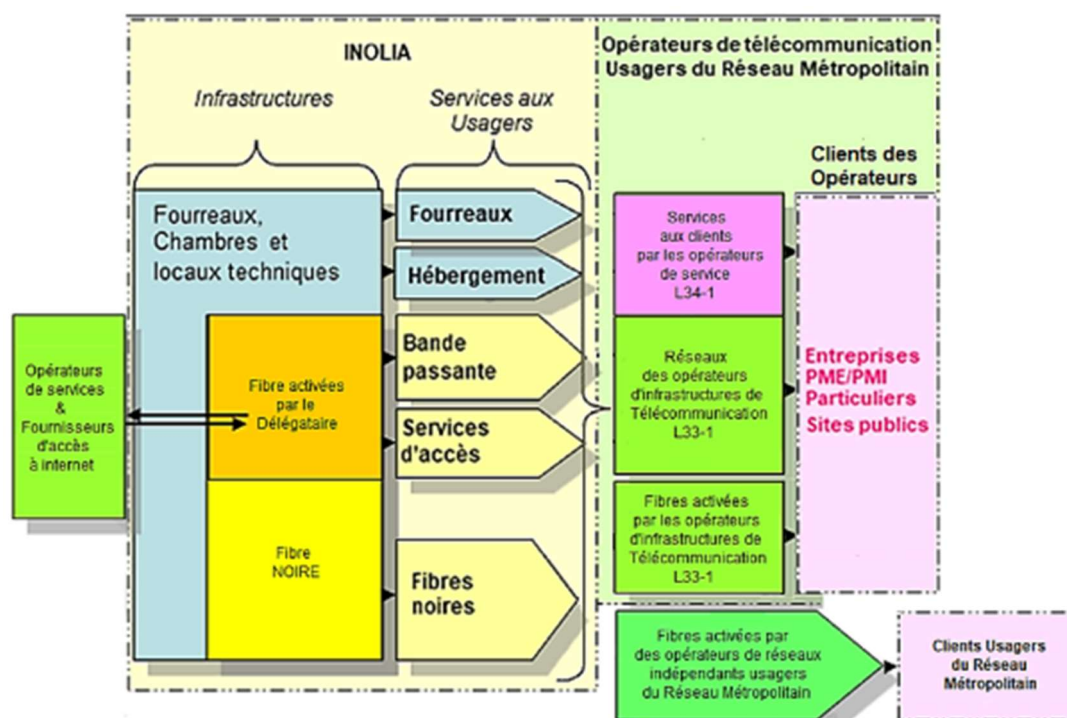 INOLIA
Infrastructures
Services aux
Usagers
Opérateurs de télécommunication
Usagers du Réseau Métropolitain
Clients des
Opérateurs
Fourreaux,
Chambres et
locaux techniques
Fourreaux
Hébergement
Bande
passante
Services
d'accès
Fibres
noires
Opérateurs
de services
&
Fournisseurs
d'accès
à internet
Fibre activées
par le
Délégataire
Fibre
NOIRE
Services
aux clients
par les opérateurs
de service
L34-1
Réseaux
des opérateurs
d'infrastructures de
Télécommunication
L33-1
Fibres activées
par les opérateurs
d'infrastructures de
Télécommunication
L33-1
Entreprises
PME/PMI
Particuliers
Sites publics
Fibres activées par
des opérateurs de réseaux
indépendants usagers
du Réseau Métropolitain
Clients Usagers
du Réseau
Métropolitain